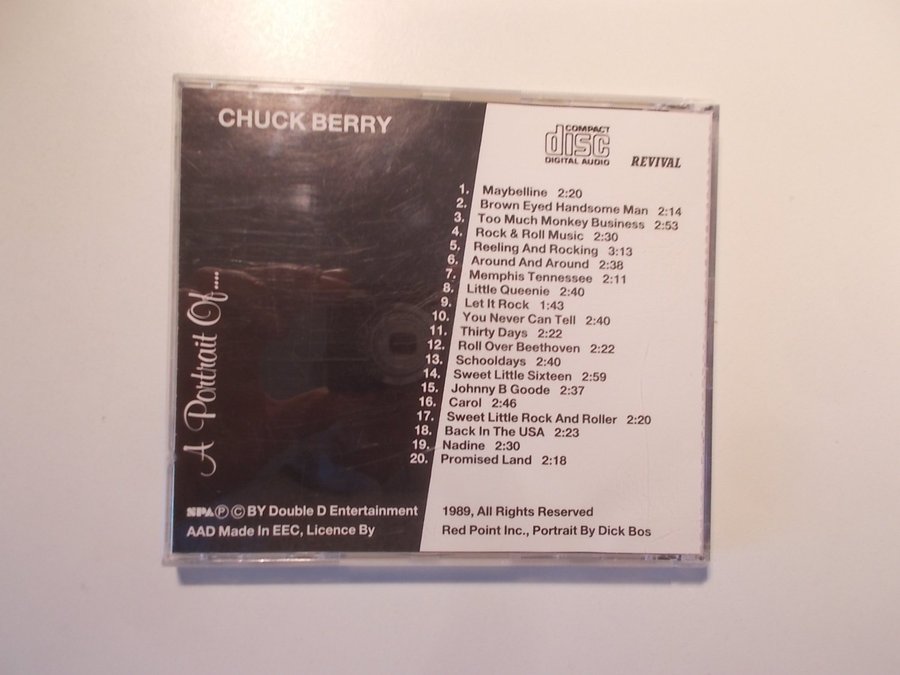 CHUCK BERRY
COMPACT
disc
DIGITAL AUDIO
REVIVAL
A Portrait Of....
1. Maybelline 2:20
2. Brown Eyed Handsome Man 2:14
3. Too Much Monkey Business 2:53
4. Rock & Roll Music 2:30
5. Reeling And Rocking 3:13
6. Around And Around 2:38
7. Memphis Tennessee 2:11
8. Little Queenie 2:40
9. Let It Rock 1:43
10. You Never Can Tell 2:40
11. Thirty Days 2:22
12. Roll Over Beethoven 2:22
13. Schooldays 2:40
14. Sweet Little Sixteen 2:59
15. Johnny B Goode 2:37
16. Carol 2:46
17. Sweet Little Rock And Roller 2:20
18. Back In The USA 2:23
19. Nadine 2:30
20. Promised Land 2:18
Ⓟ © BY Double D Entertainment 1989, All Rights Reserved
AAD Made In EEC, Licence By Red Point Inc., Portrait By Dick Bos